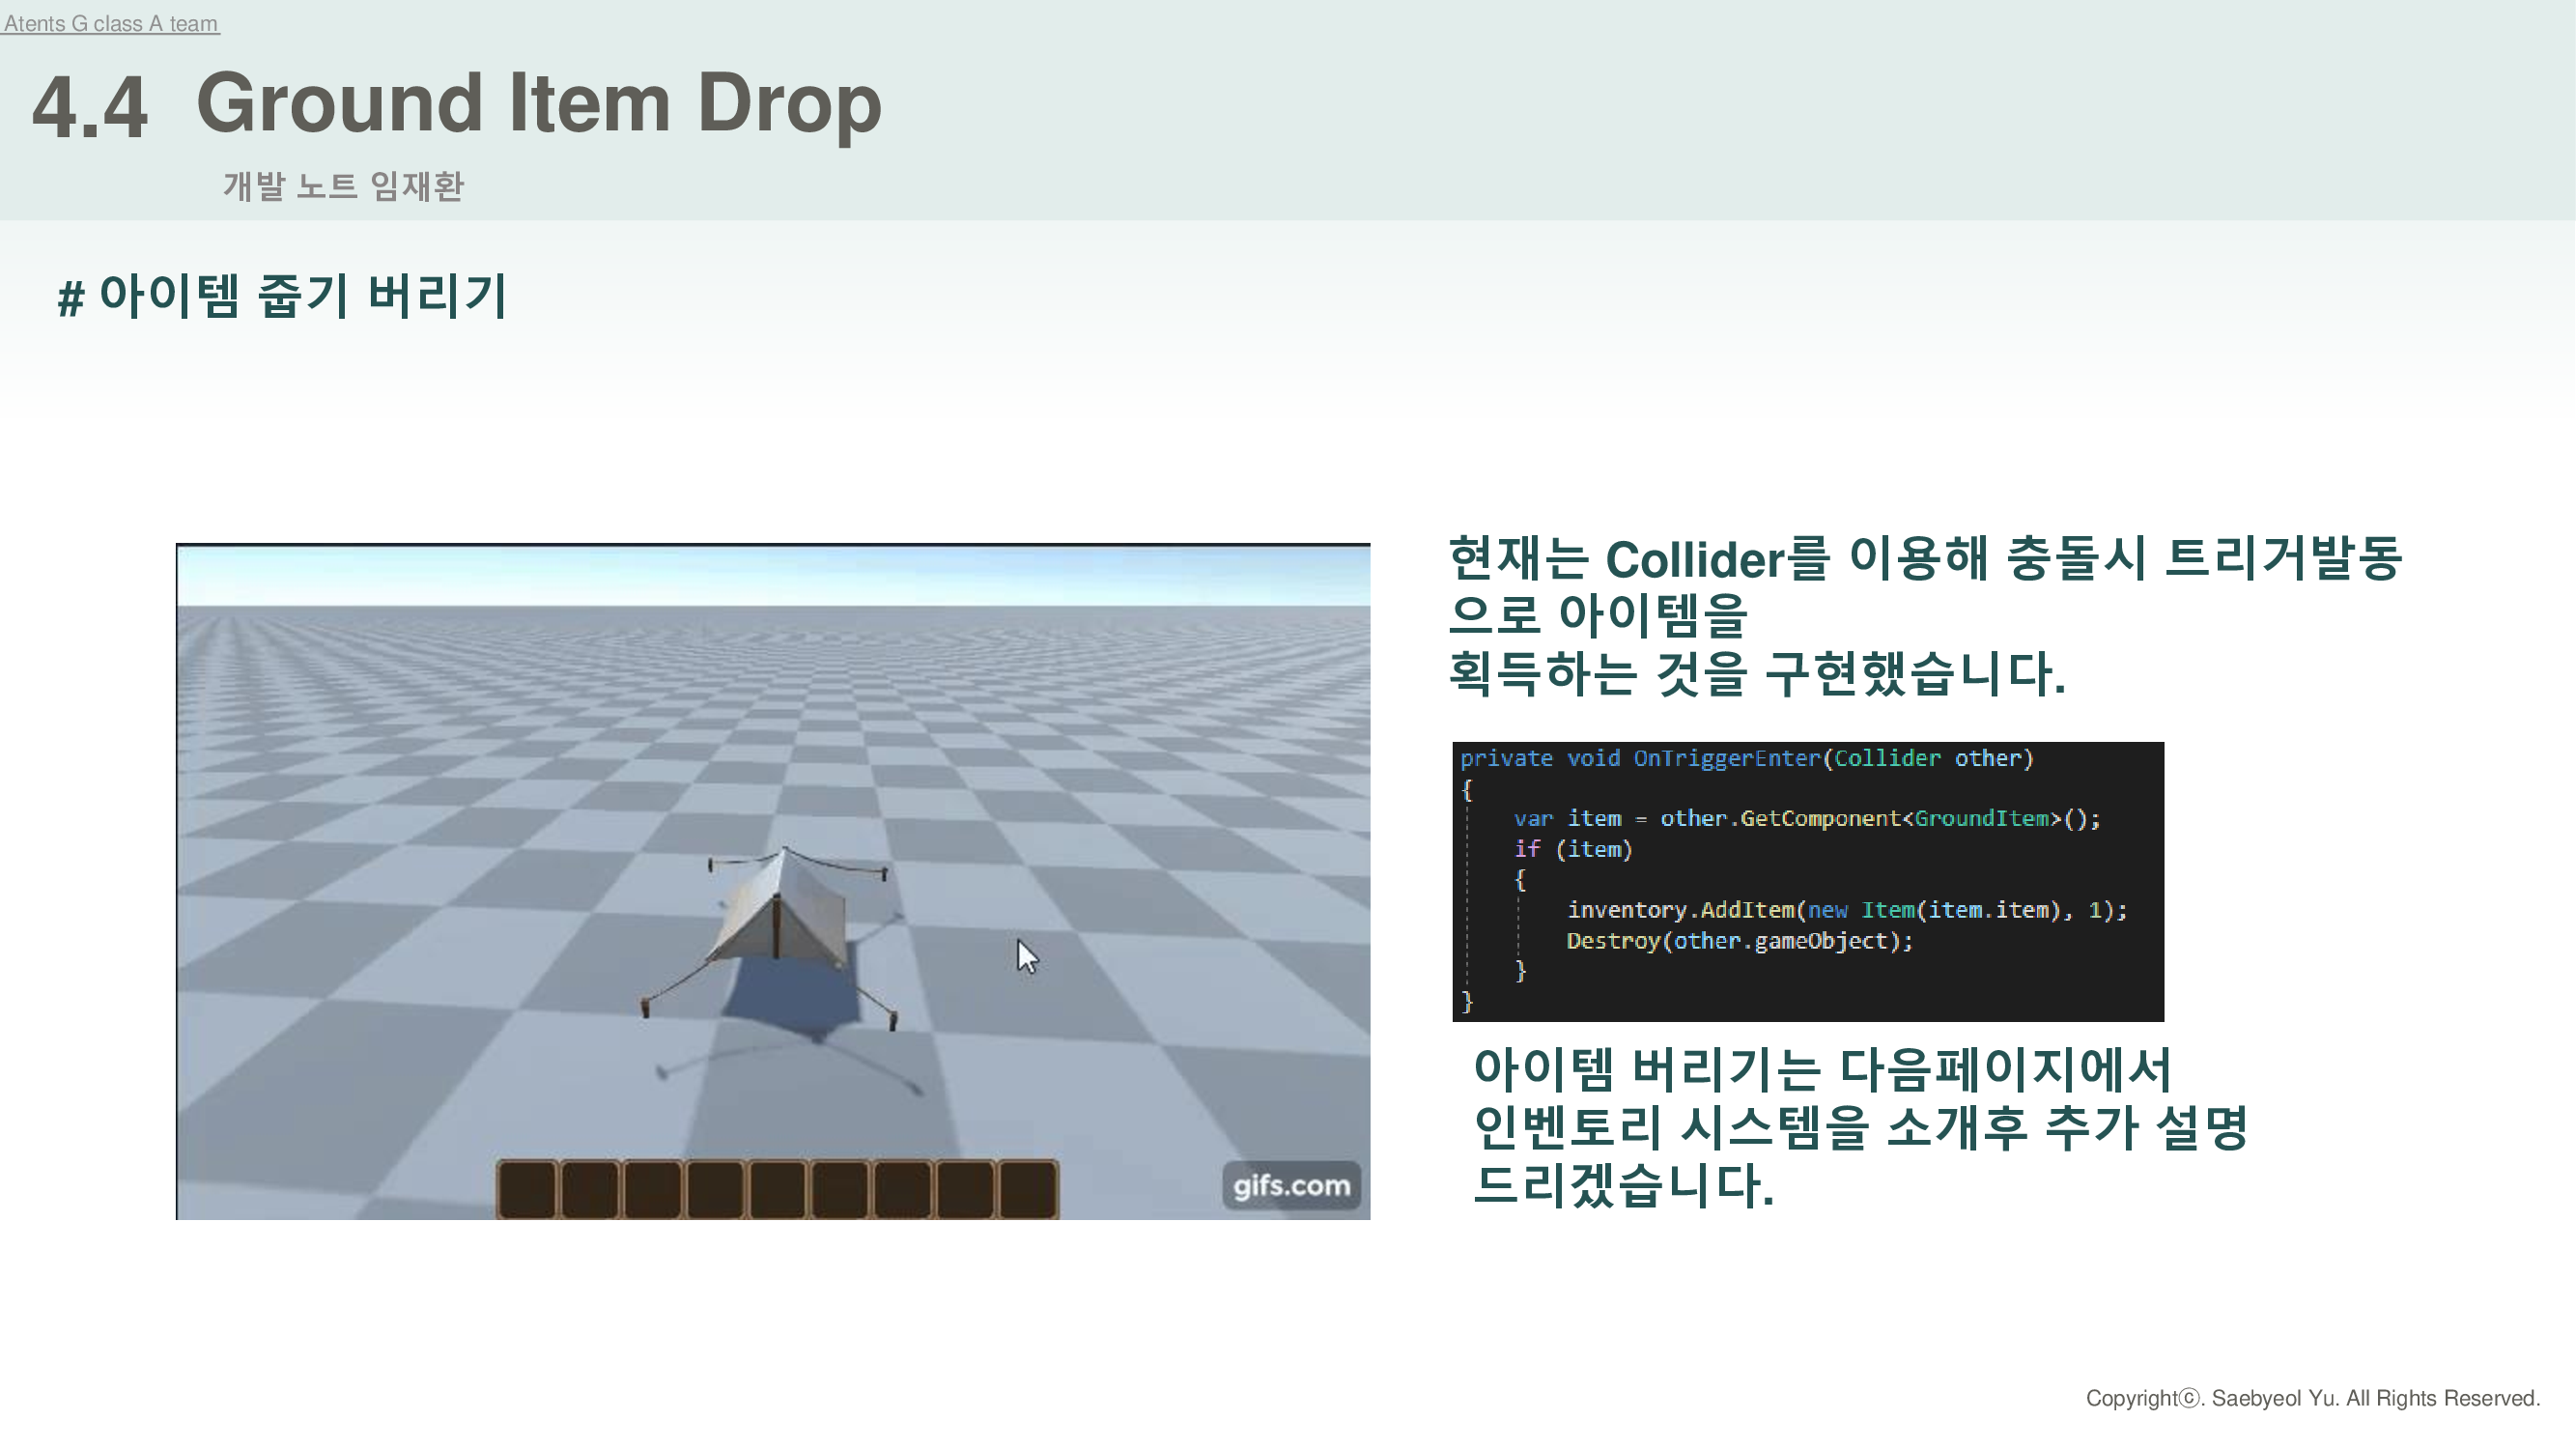 Atents G class A team
4.4 Ground Item Drop
개발 노트 임재환
# 아이템 줍기 버리기
현재는 Collider를 이용해 충돌시 트리거발동
으로 아이템을
획득하는 것을 구현했습니다.
private void OnTriggerEnter(Collider other)
{
    var item = other.GetComponent<GroundItem>();
    if (item)
    {
        inventory.AddItem(new Item(item.item), 1);
        Destroy(other.gameObject);
    }
}
아이템 버리기는 다음페이지에서
인벤토리 시스템을 소개후 추가 설명
드리겠습니다.
gifs.com
Copyrightⓒ. Saebyeol Yu. All Rights Reserved.